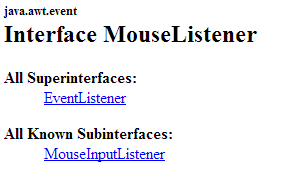 java.awt.event
Interface MouseListener
All Superinterfaces:
EventListener
All Known Subinterfaces:
MouseInputListener